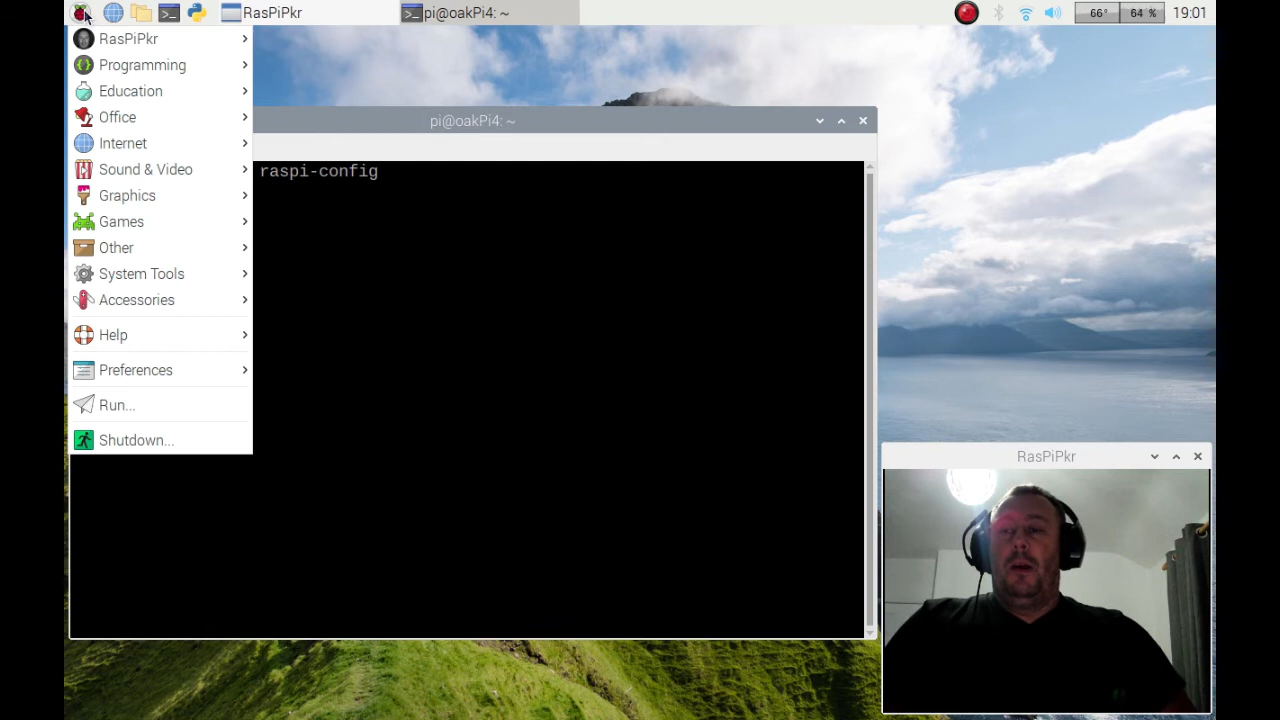 RasPiPkr
pi@oakPi4: ~
66°
64 %
19:01
RasPiPkr
Programming
Education
Office
Internet
Sound & Video
Graphics
Games
Other
System Tools
Accessories
Help
Preferences
Run...
Shutdown...
pi@oakPi4: ~
raspi-config
RasPiPkr